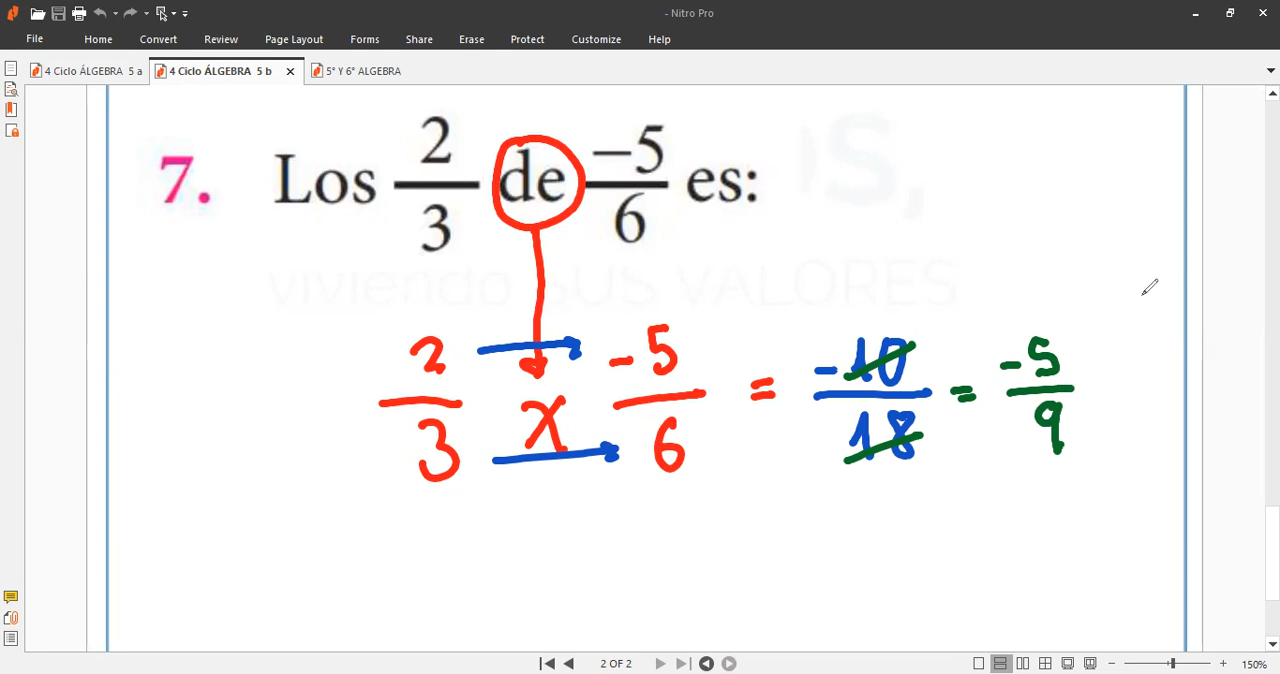 - Nitro Pro
File Home Convert Review Page Layout Forms Share Erase Protect Customize Help
4 Ciclo ÁLGEBRA 5 a 4 Ciclo ÁLGEBRA 5 b 5° Y 6° ALGEBRA
7. Los 2/3 de -5/6 es:
viviendo SUS VALORES
2/3 x -5/6 = -10/18 = -5/9
2 OF 2 150%